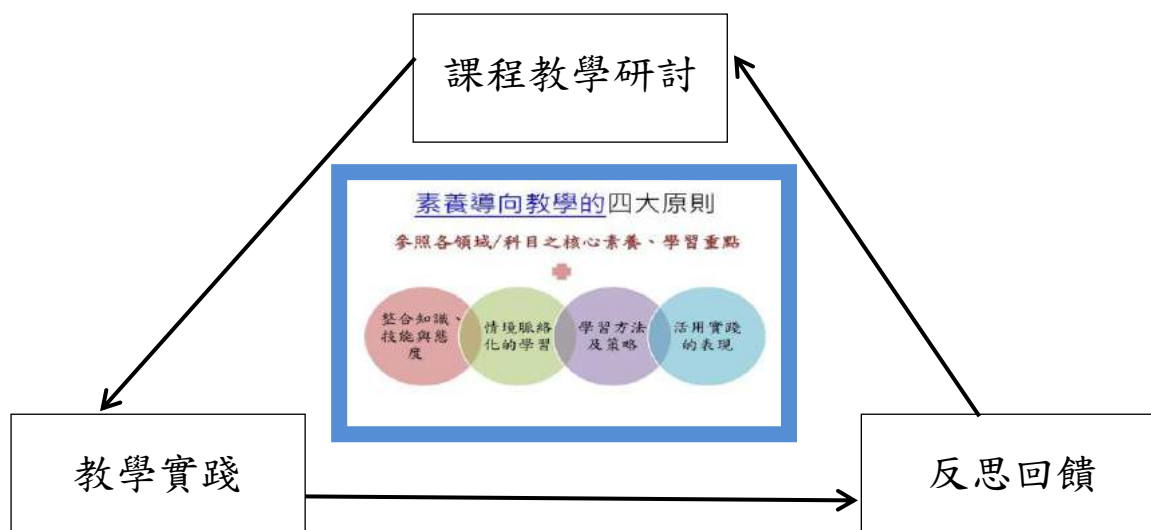 課程教學研討
素養導向教學的四大原則
參照各領域/科目之核心素養、學習重點
整合知識、
技能與態
度
情境脈絡
化的學習
學習方法
及策略
活用實踐
的表現
教學實踐
反思回饋